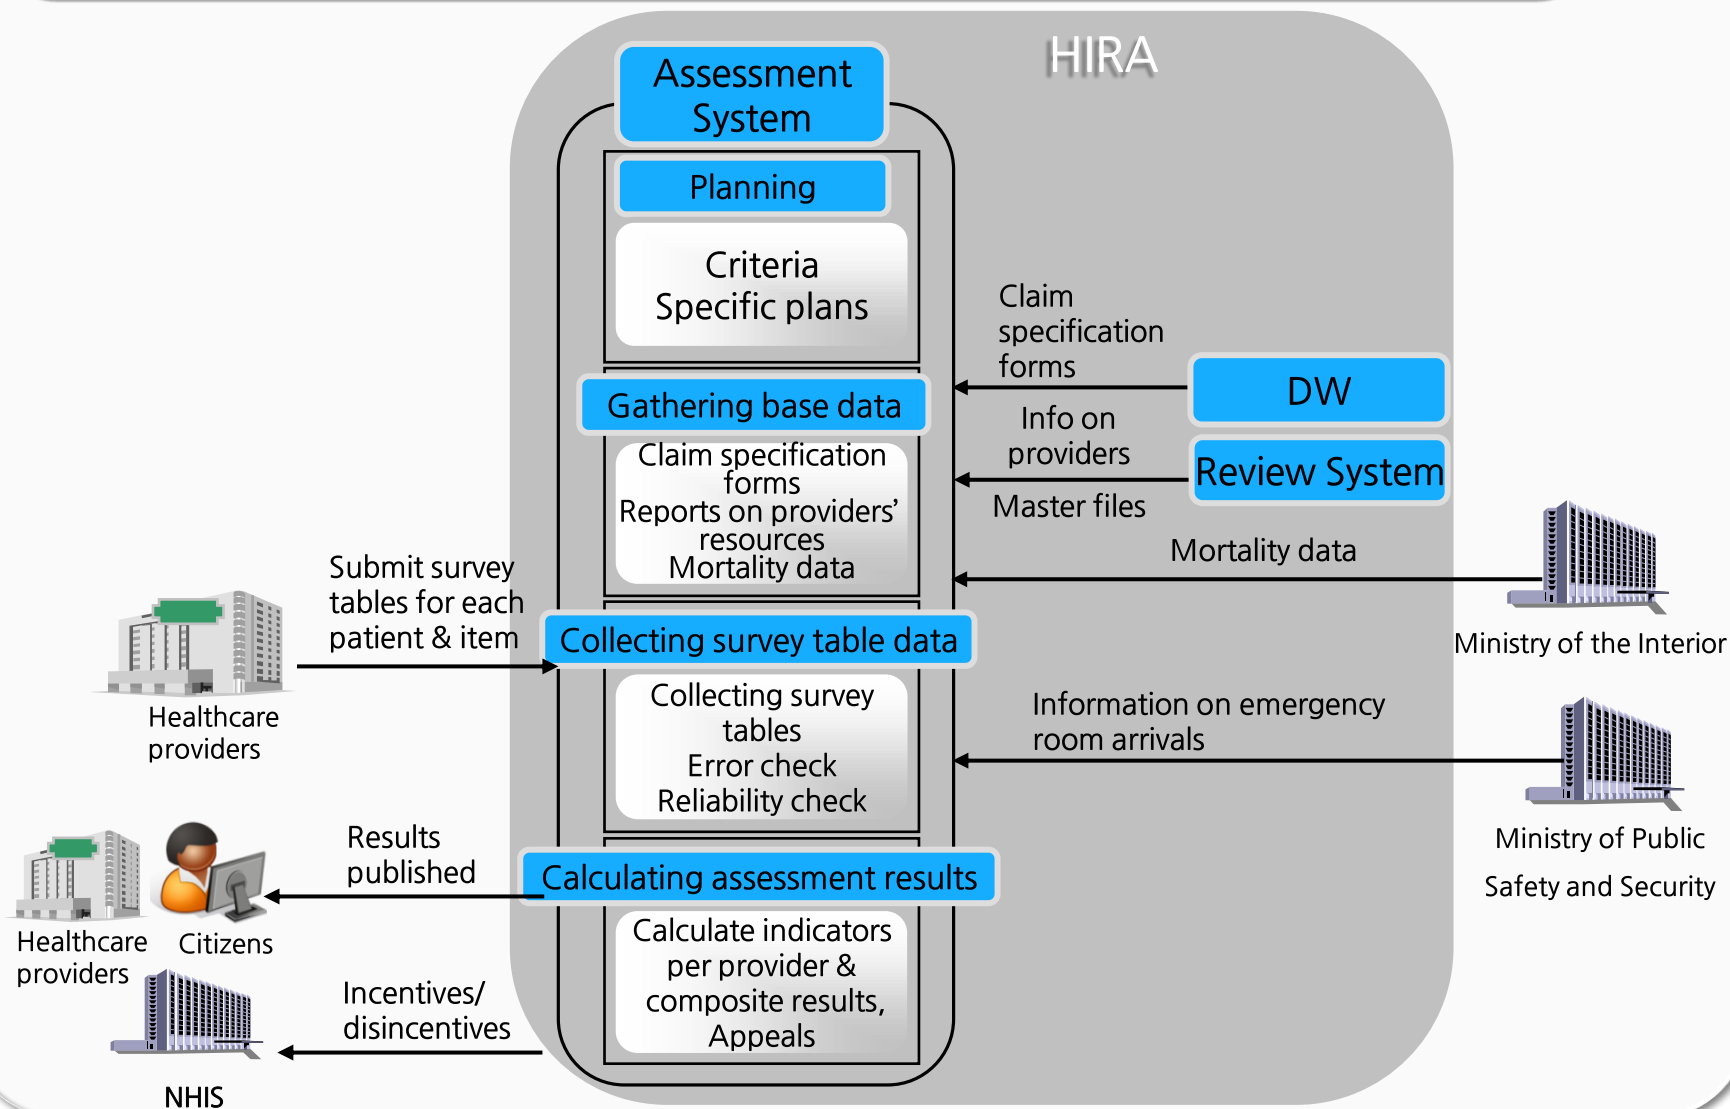 HIRA
Assessment
System
Planning
Criteria
Specific plans
Gathering base data
Claim specification
forms
Reports on providers’
resources
Mortality data
Collecting survey table data
Collecting survey
tables
Error check
Reliability check
Calculating assessment results
Calculate indicators
per provider &
composite results,
Appeals
Claim
specification
forms
DW
Info on
providers
Review System
Master files
Mortality data
Ministry of the Interior
Information on emergency
room arrivals
Ministry of Public
Safety and Security
Submit survey
tables for each
patient & item
Healthcare
providers
Results
published
Healthcare
providers
Citizens
Incentives/
disincentives
NHIS